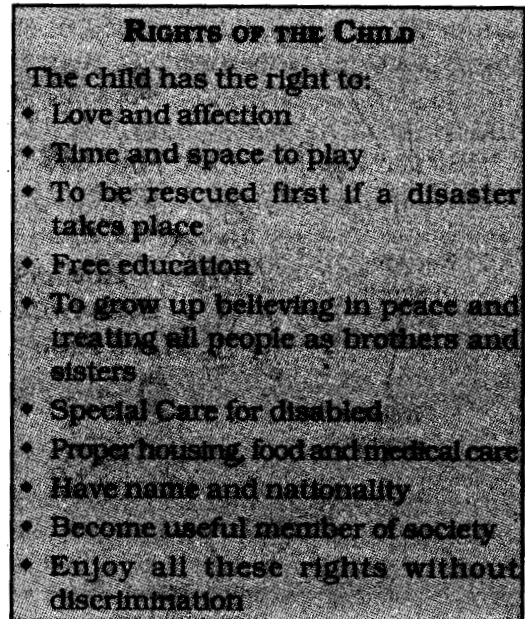 RIGHTS OF THE CHILD
The child has the right to:
• Love and affection
• Time and space to play
• To be rescued first if a disaster
takes place
• Free education
• To grow up believing in peace and
treating all people as brothers and
sisters
• Special Care for disabled
• Proper housing, food and medical care
• Have name and nationality
• Become useful member of society
• Enjoy all these rights without
discrimination